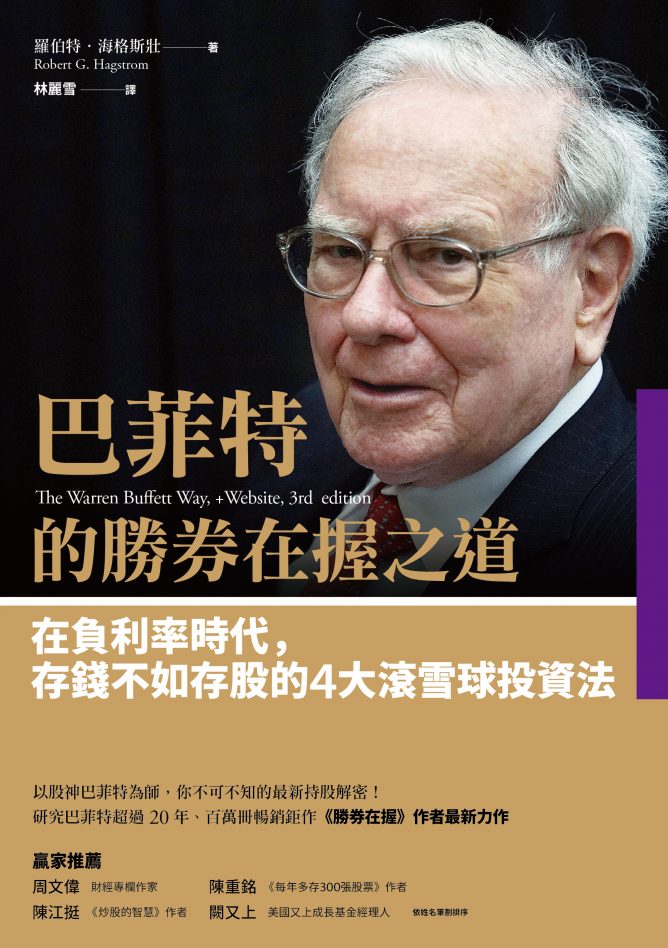 羅伯特．海格斯壯——著
Robert G. Hagstrom
林麗雪——譯
巴菲特
The Warren Buffett Way, +Website, 3rd edition
的勝券在握之道
在負利率時代，
存錢不如存股的4大滾雪球投資法
以股神巴菲特為師，你不可不知的最新持股解密！
研究巴菲特超過 20 年、百萬冊暢銷鉅作《勝券在握》作者最新力作
贏家推薦
周文偉 財經專欄作家 陳重銘 《每年多存300張股票》作者
陳江挺 《炒股的智慧》作者 闕又上 美國又上成長基金經理人 依姓名筆劃排序